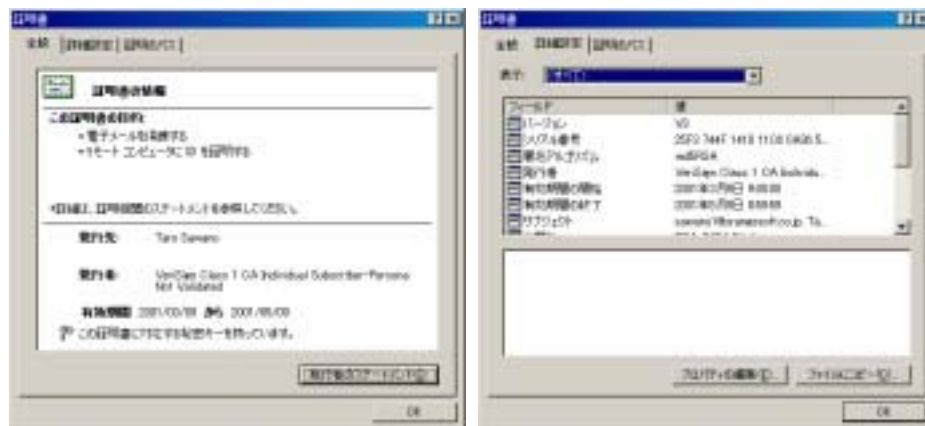 証明書
全般 詳細設定 証明のパス
証明書の情報
この証明書の目的:
•電子メールを保護する
•リモート コンピュータに ID を証明する
*詳細は、証明機関のステートメントを参照してください。
発行先: Taro Sawano
発行者: VeriSign Class 1 CA Individual Subscriber-Persona
Not Validated
有効期間 から
この証明書に対応する秘密キーを持っています。
発行者のステートメント(S)
OK
証明書
全般 詳細設定 証明のパス
表示: <すべて>
フィールド 値
バージョン V3
シリアル番号
署名アルゴリズム md5RSA
発行者 VeriSign Class 1 CA Individu...
有効期間の開始
有効期間の終了
サブジェクト
プロパティの編集(E)... ファイルにコピー(C)...
OK